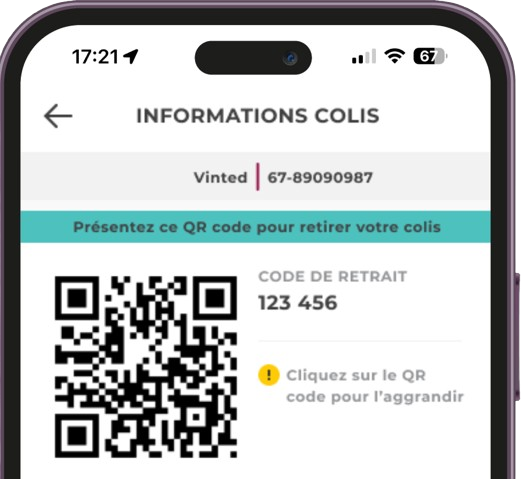 17:21
67
INFORMATIONS COLIS
Vinted 67-89090987
Présentez ce QR code pour retirer votre colis
CODE DE RETRAIT
123 456
! Cliquez sur le QR
code pour l’aggrandir